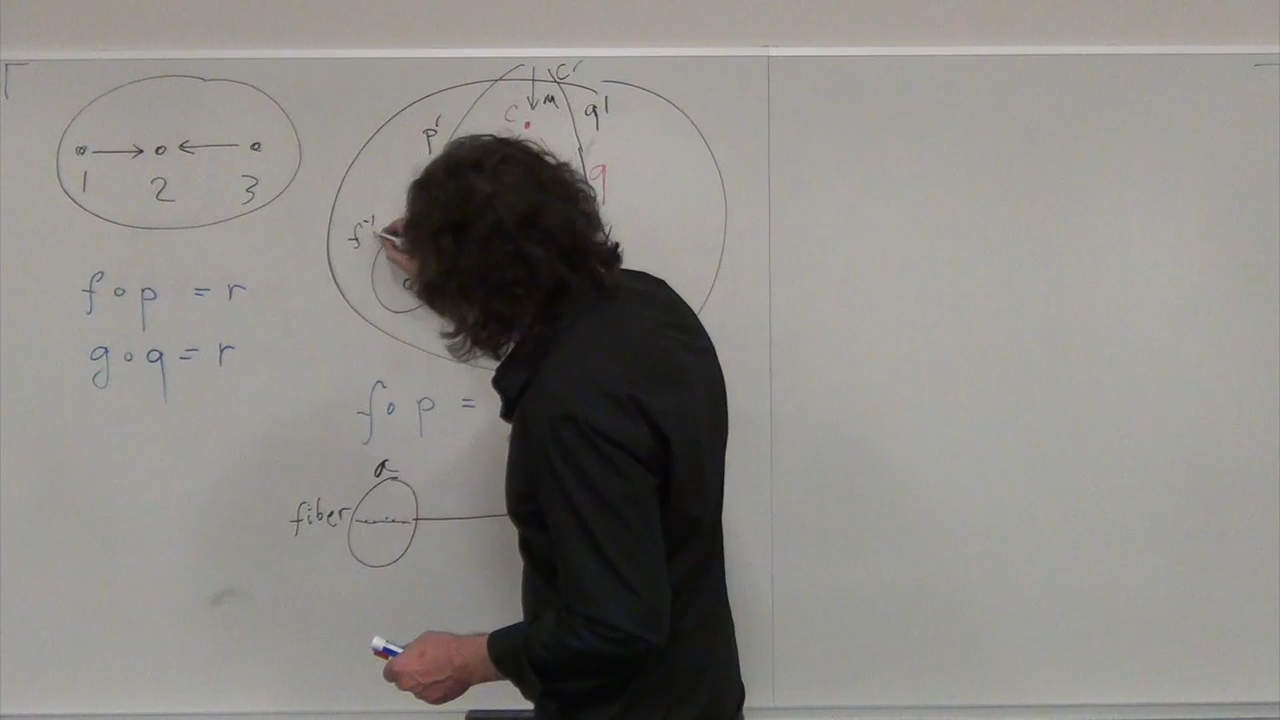 1 2 3
f ∘ p = r
g ∘ q = r
c'
m
q'
c
p'
q
f⁻¹
f ∘ p =
a
fiber